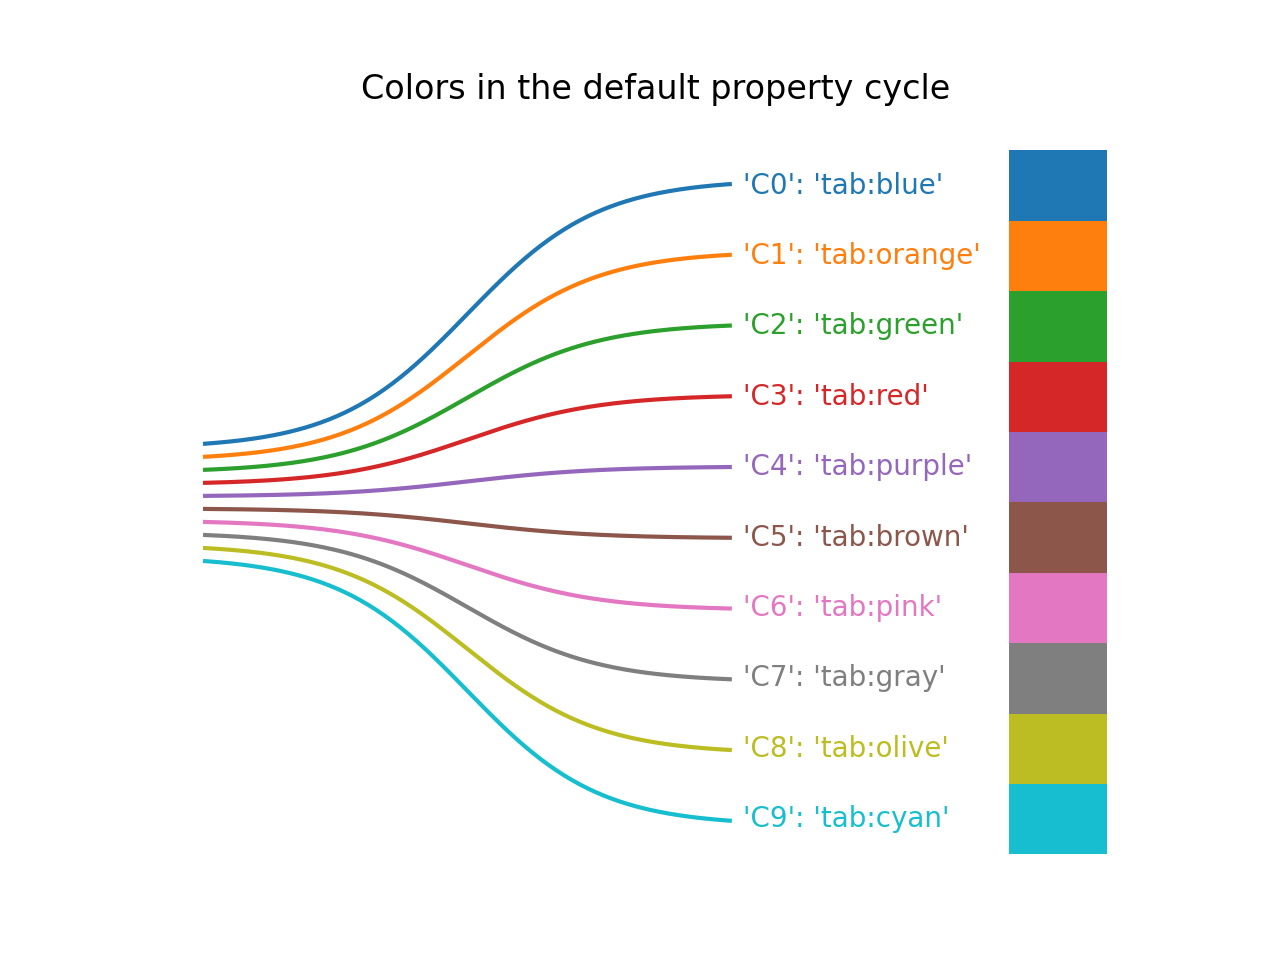 Colors in the default property cycle
'C0': 'tab:blue'
'C1': 'tab:orange'
'C2': 'tab:green'
'C3': 'tab:red'
'C4': 'tab:purple'
'C5': 'tab:brown'
'C6': 'tab:pink'
'C7': 'tab:gray'
'C8': 'tab:olive'
'C9': 'tab:cyan'